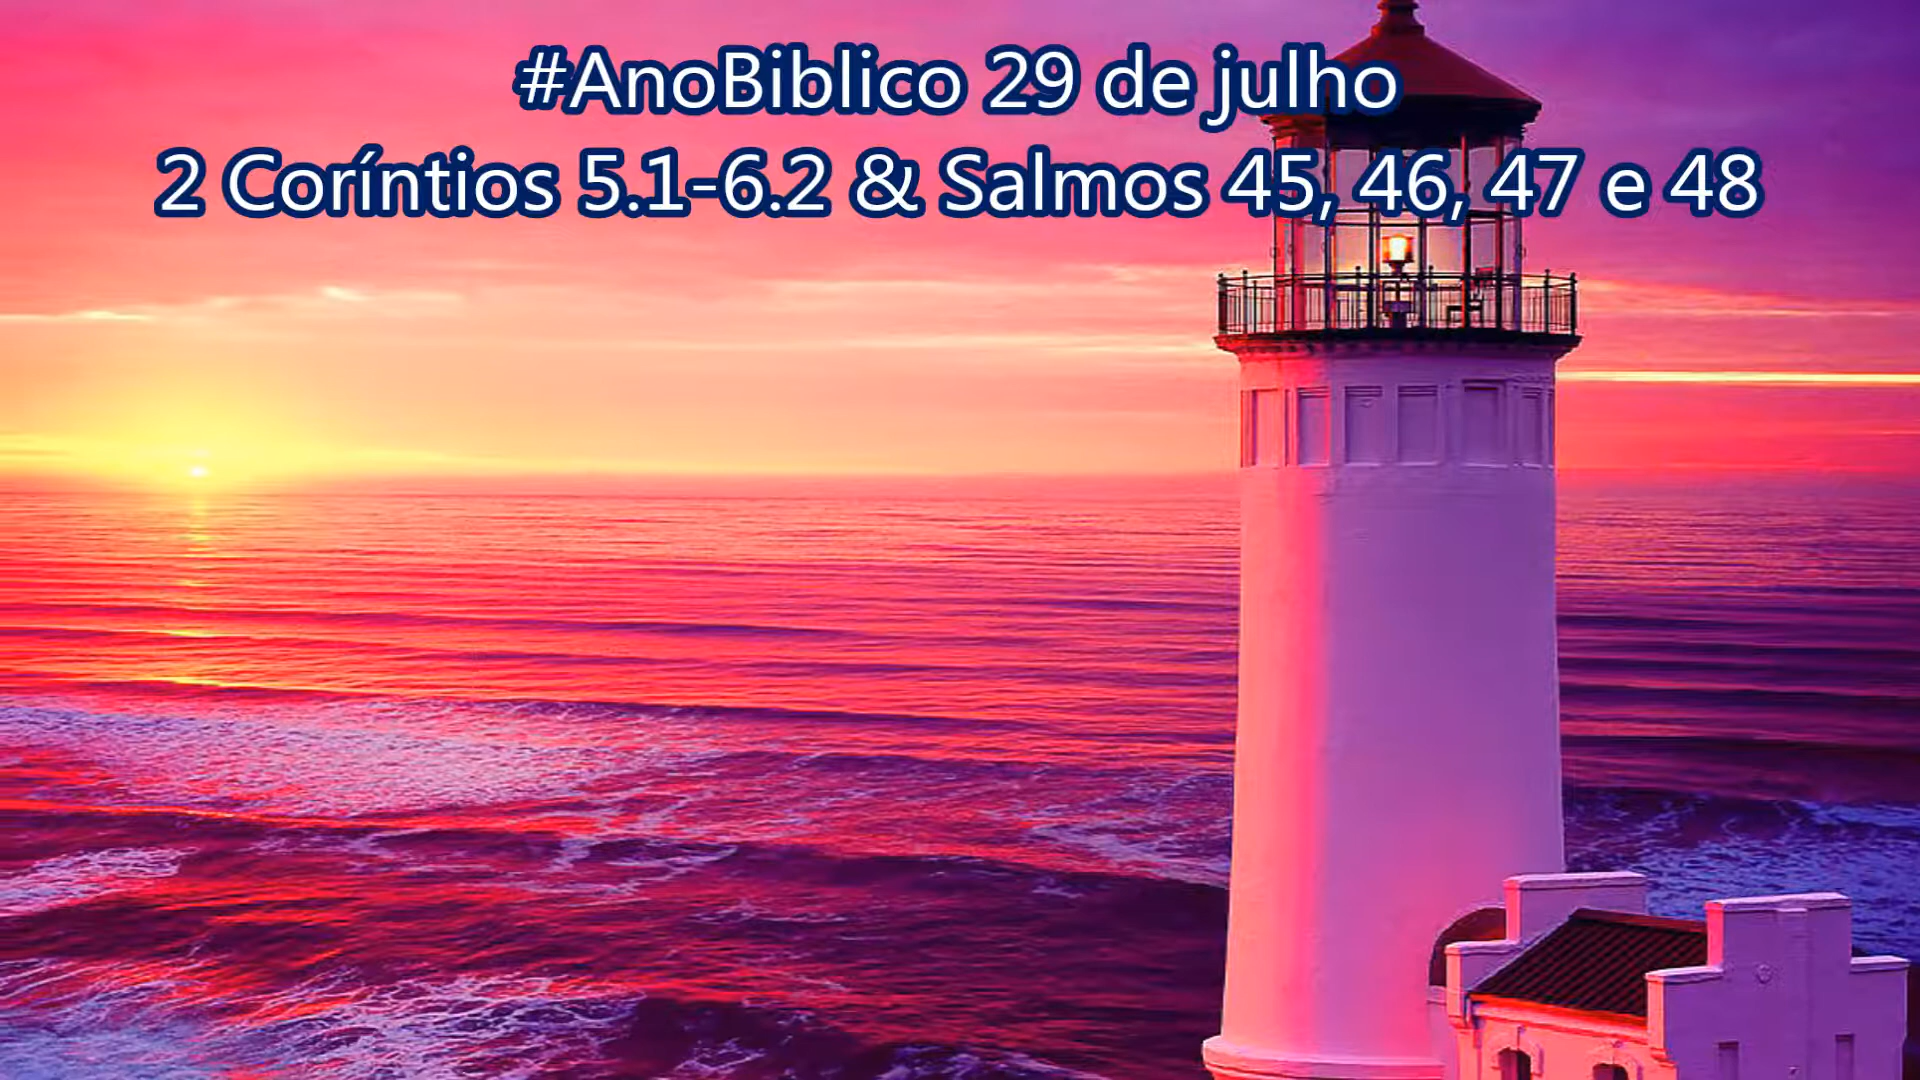 #AnoBiblico 29 de julho
2 Coríntios 5.1-6.2 & Salmos 45, 46, 47 e 48